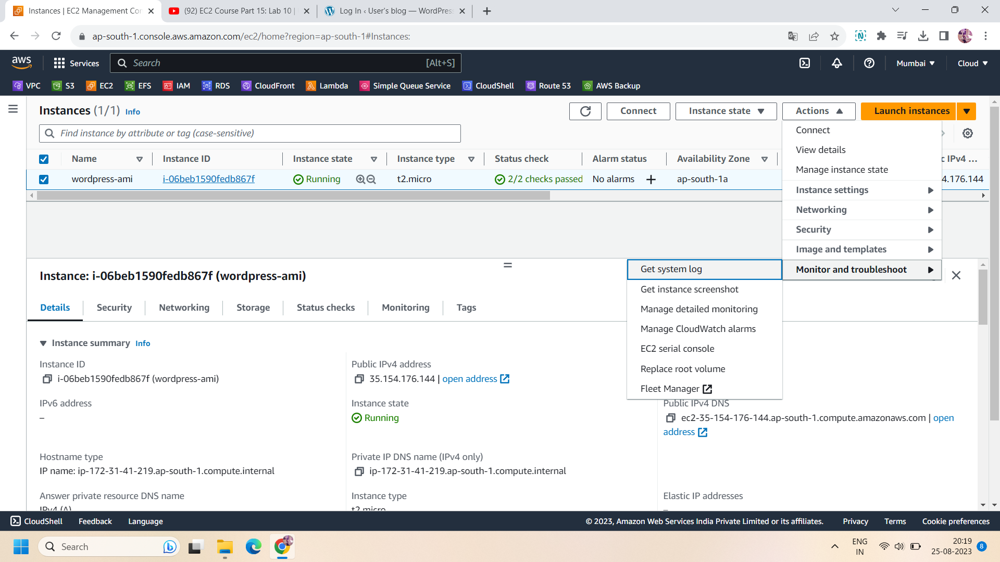 Instances | EC2 Management Con
(92) EC2 Course Part 15: Lab 10 |
Log In ‹ User's blog — WordPress
ap-south-1.console.aws.amazon.com/ec2/home?region=ap-south-1#Instances:
aws
Services
Search
[Alt+S]
Mumbai
Cloud
VPC
S3
EC2
EFS
IAM
RDS
CloudFront
Lambda
Simple Queue Service
CloudShell
Route 53
AWS Backup
Instances (1/1) Info
Connect
Instance state
Actions
Launch instances
Find instance by attribute or tag (case-sensitive)
Connect
View details
Manage instance state
Instance settings
Networking
Security
Image and templates
Monitor and troubleshoot
Name
Instance ID
Instance state
Instance type
Status check
Alarm status
Availability Zone
c IPv4 ...
wordpress-ami
i-06beb1590fedb867f
Running
t2.micro
2/2 checks passed
No alarms
ap-south-1a
4.176.144
Get system log
Get instance screenshot
Manage detailed monitoring
Manage CloudWatch alarms
EC2 serial console
Replace root volume
Fleet Manager
Instance: i-06beb1590fedb867f (wordpress-ami)
Details
Security
Networking
Storage
Status checks
Monitoring
Tags
Instance summary Info
Instance ID
i-06beb1590fedb867f (wordpress-ami)
Public IPv4 address
35.154.176.144 | open address
IPv6 address
–
Instance state
Running
Public IPv4 DNS
ec2-35-154-176-144.ap-south-1.compute.amazonaws.com | open
address
Hostname type
IP name: ip-172-31-41-219.ap-south-1.compute.internal
Private IP DNS name (IPv4 only)
ip-172-31-41-219.ap-south-1.compute.internal
Answer private resource DNS name
IPv4 (A)
Instance type
t2.micro
Elastic IP addresses
–
CloudShell
Feedback
Language
© 2023, Amazon Web Services India Private Limited or its affiliates.
Privacy
Terms
Cookie preferences
Search
ENG
IN
20:19
25-08-2023
8